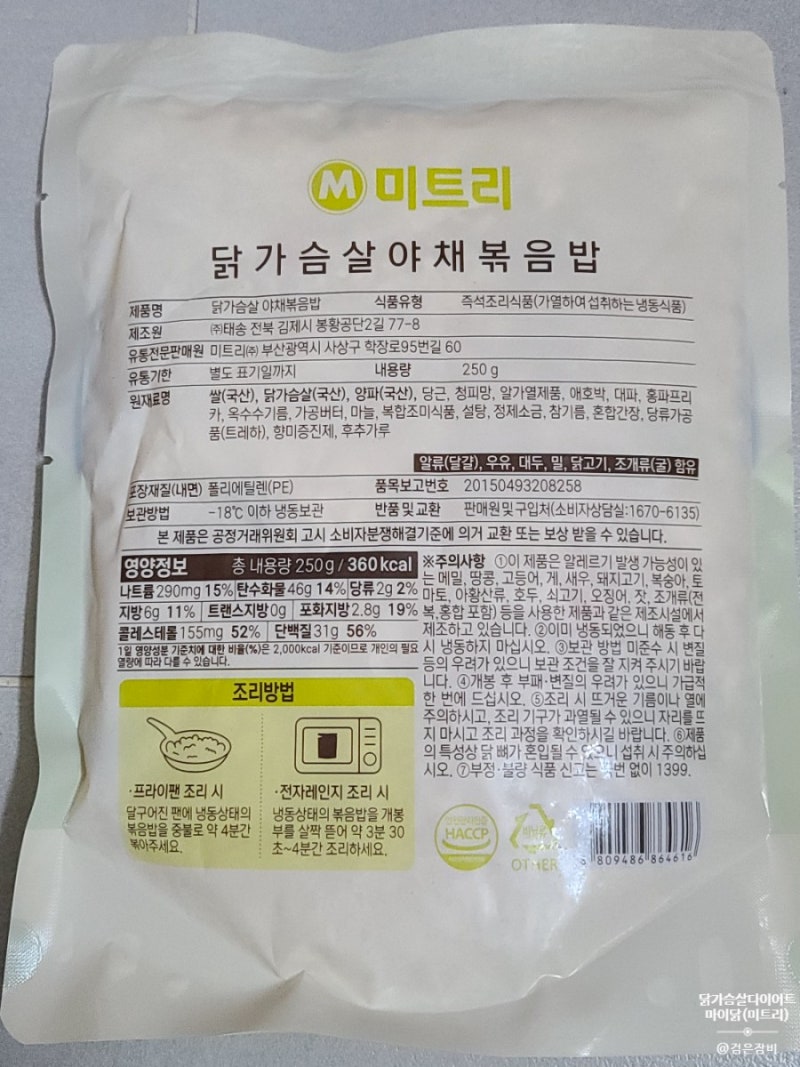 M 미트리
닭가슴살야채볶음밥
제품명 닭가슴살 야채볶음밥 식품유형 즉석조리식품(가열하여 섭취하는 냉동식품)
제조원 ㈜태송 전북 김제시 봉황공단2길 77-8
유통전문판매원 미트리㈜ 부산광역시 사상구 학장로95번길 60
유통기한 별도 표기일까지 내용량 250 g
원재료명 쌀(국산), 닭가슴살(국산), 양파(국산), 당근, 청피망, 알가열제품, 애호박, 대파, 홍파프리
카, 옥수수기름, 가공버터, 마늘, 복합조미식품, 설탕, 정제소금, 참기름, 혼합간장, 당류가공
품(트레하), 향미증진제, 후추가루
알류(달걀), 우유, 대두, 밀, 닭고기, 조개류(굴) 함유
포장재질(내면) 폴리에틸렌(PE) 품목보고번호 20150493208258
보관방법 -18℃ 이하 냉동보관 반품 및 교환 판매원 및 구입처(소비자상담실:1670-6135)
본 제품은 공정거래위원회 고시 소비자분쟁해결기준에 의거 교환 또는 보상 받을 수 있습니다.
영양정보 총 내용량 250g / 360kcal
나트륨 290mg 15% 탄수화물 46g 14% 당류 2g 2%
지방 6g 11% 트랜스지방 0g 포화지방 2.8g 19%
콜레스테롤 155mg 52% 단백질 31g 56%
1일 영양성분 기준치에 대한 비율(%)은 2,000kcal 기준이므로 개인의 필요
열량에 따라 다를 수 있습니다.
※주의사항 ①이 제품은 알레르기 발생 가능성이 있
는 메밀, 땅콩, 고등어, 게, 새우, 돼지고기, 복숭아, 토
마토, 아황산류, 호두, 쇠고기, 오징어, 잣, 조개류(전
복,홍합 포함) 등을 사용한 제품과 같은 제조시설에서
제조하고 있습니다. ②이미 냉동되었으니 해동 후 다
시 냉동하지 마십시오. ③보관 방법 미준수 시 변질
등의 우려가 있으니 보관 조건을 잘 지켜 주시기 바랍
니다. ④개봉 후 부패·변질의 우려가 있으니 가급적
한 번에 드십시오. ⑤조리 시 뜨거운 기름이나 열에
주의하시고, 조리 기구가 과열될 수 있으니 자리를 뜨
지 마시고 조리 과정을 확인하시길 바랍니다. ⑥제품
의 특성상 닭 뼈가 혼입될 수 있으니 섭취 시 주의하십
시오. ⑦부정·불량 식품 신고는 국번 없이 1399.
조리방법
·프라이팬 조리 시
달구어진 팬에 냉동상태의
볶음밥을 중불로 약 4분간
볶아주세요.
·전자레인지 조리 시
냉동상태의 볶음밥을 개봉
부를 살짝 뜯어 약 3분 30
초~4분간 조리하세요.
HACCP
OTHER
809486 864616
닭가슴살다이어트
마이닭(미트리)
@검은잠비